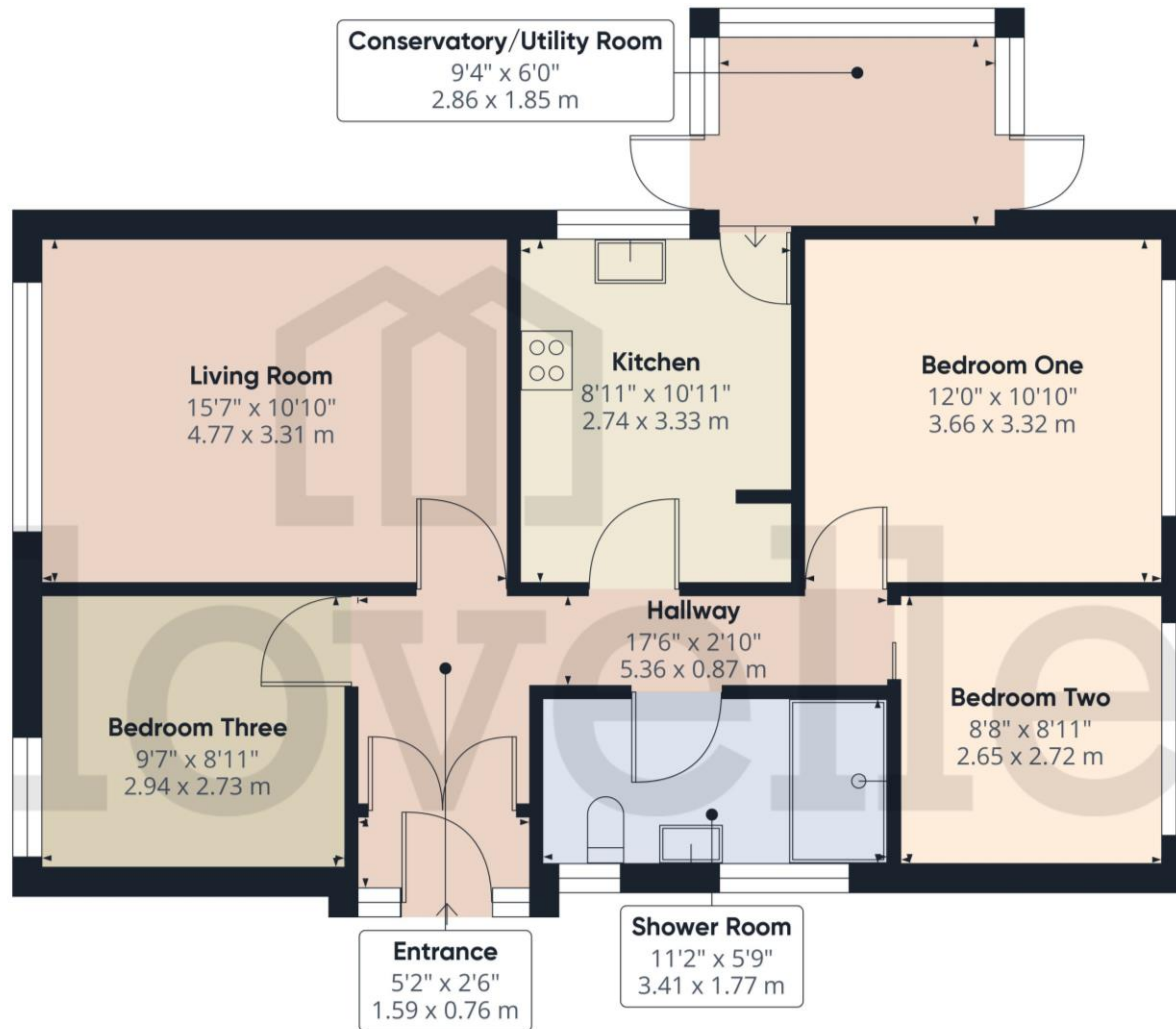 Conservatory/Utility Room
9'4" x 6'0"
2.86 x 1.85 m
Living Room
15'7" x 10'10"
4.77 x 3.31 m
Kitchen
8'11" x 10'11"
2.74 x 3.33 m
Bedroom One
12'0" x 10'10"
3.66 x 3.32 m
Hallway
17'6" x 2'10"
5.36 x 0.87 m
Bedroom Three
9'7" x 8'11"
2.94 x 2.73 m
Bedroom Two
8'8" x 8'11"
2.65 x 2.72 m
lovelle
Entrance
5'2" x 2'6"
1.59 x 0.76 m
Shower Room
11'2" x 5'9"
3.41 x 1.77 m